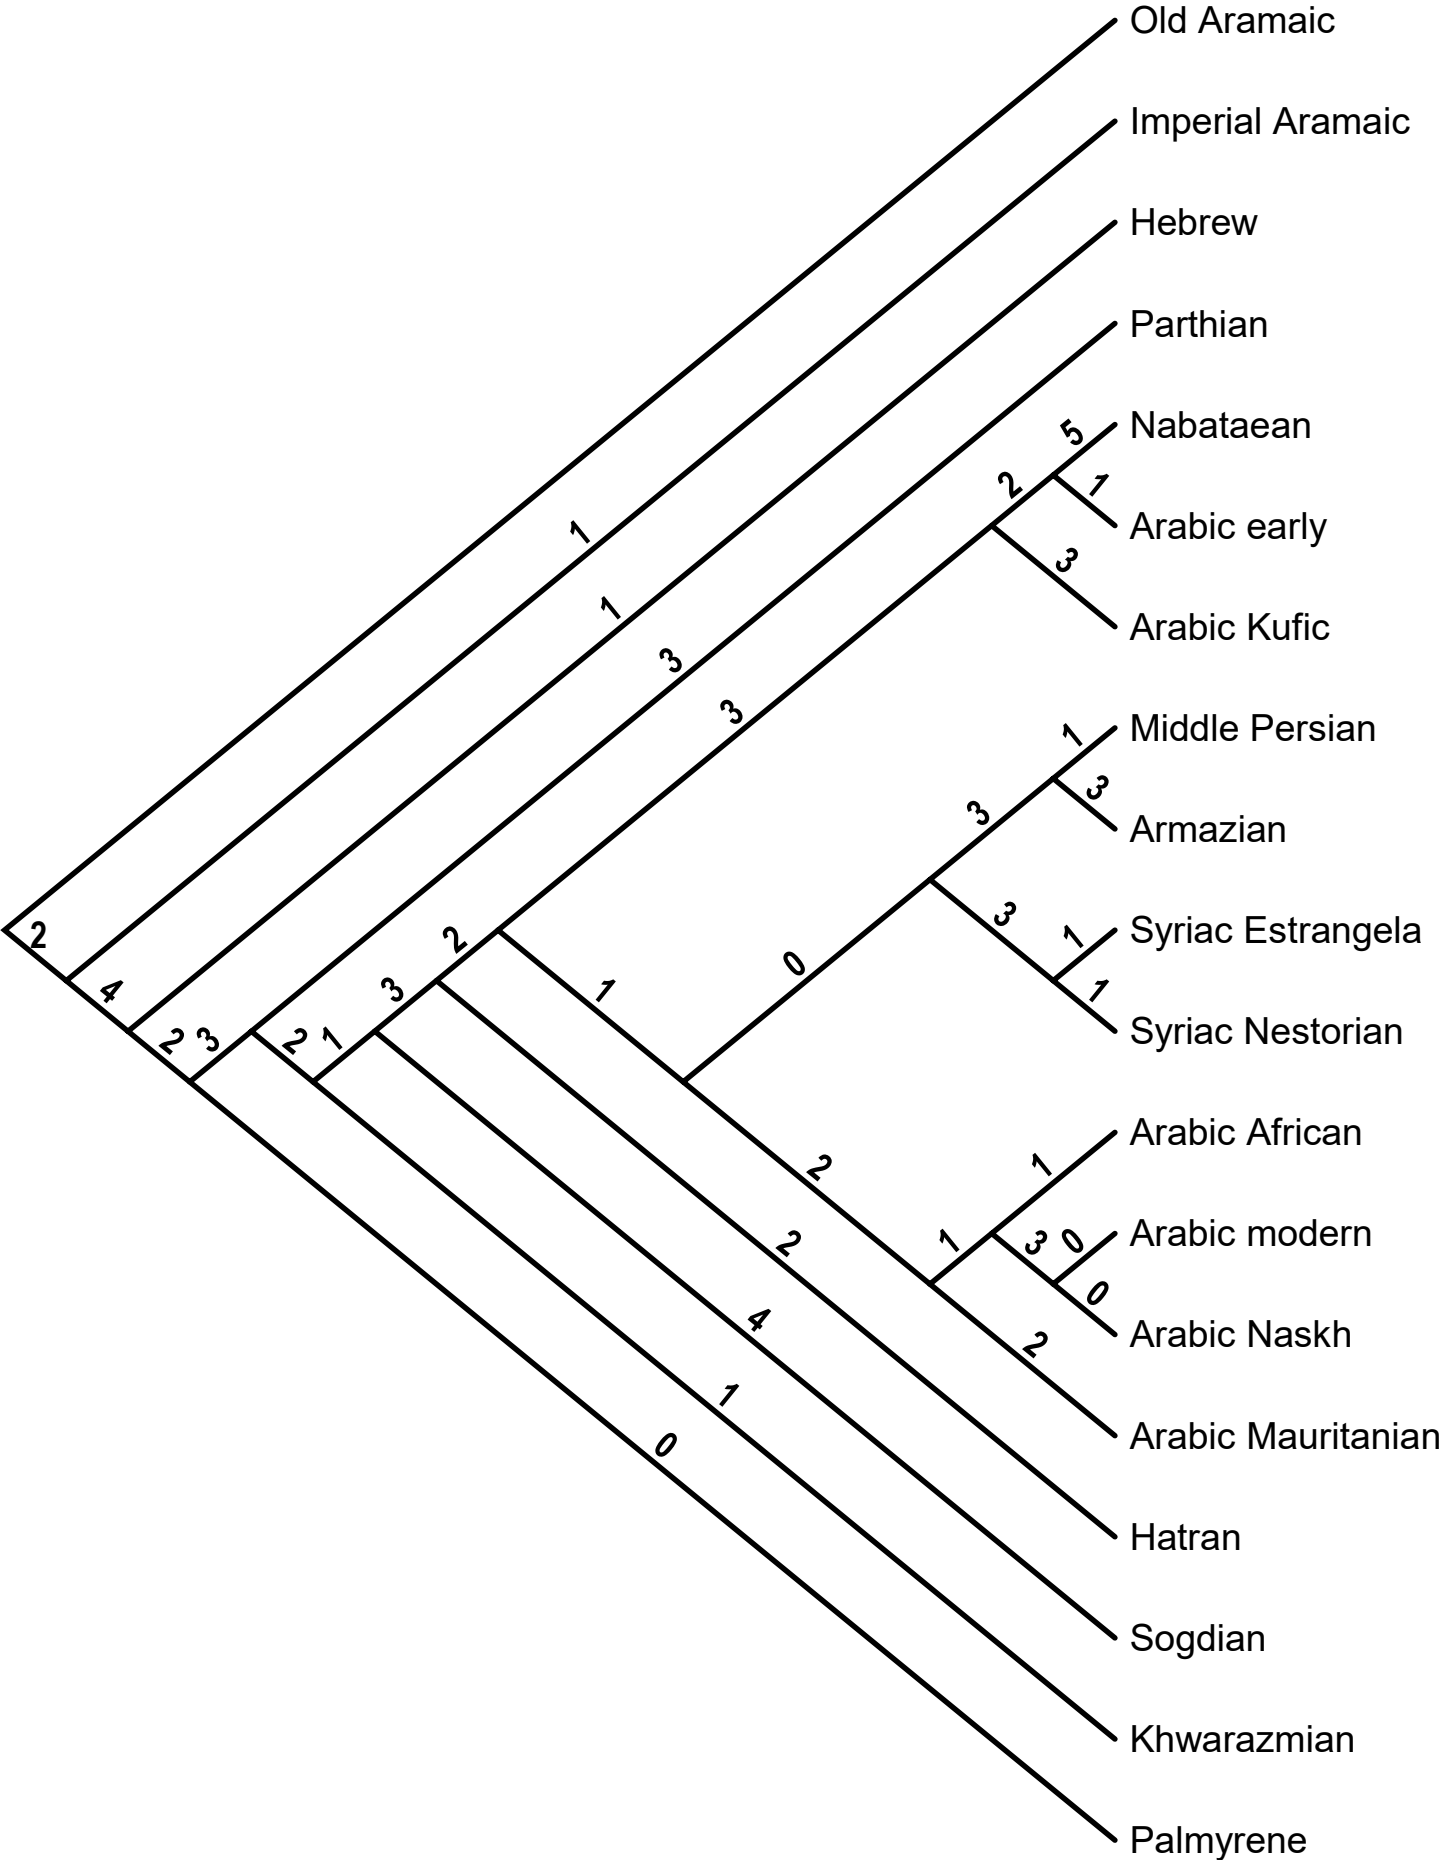 Old Aramaic
Imperial Aramaic
Hebrew
Parthian
5
Nabataean
2
1
1
Arabic early
3
1
Arabic Kufic
3
3
1
Middle Persian
3
3
Armazian
2
3
1
Syriac Estrangela
0
4
3
1
1
Syriac Nestorian
2
3
2
1
Arabic African
1
2
1
3
0
Arabic modern
2
0
Arabic Naskh
4
2
Arabic Mauritanian
1
0
Hatran
Sogdian
Khwarazmian
Palmyrene